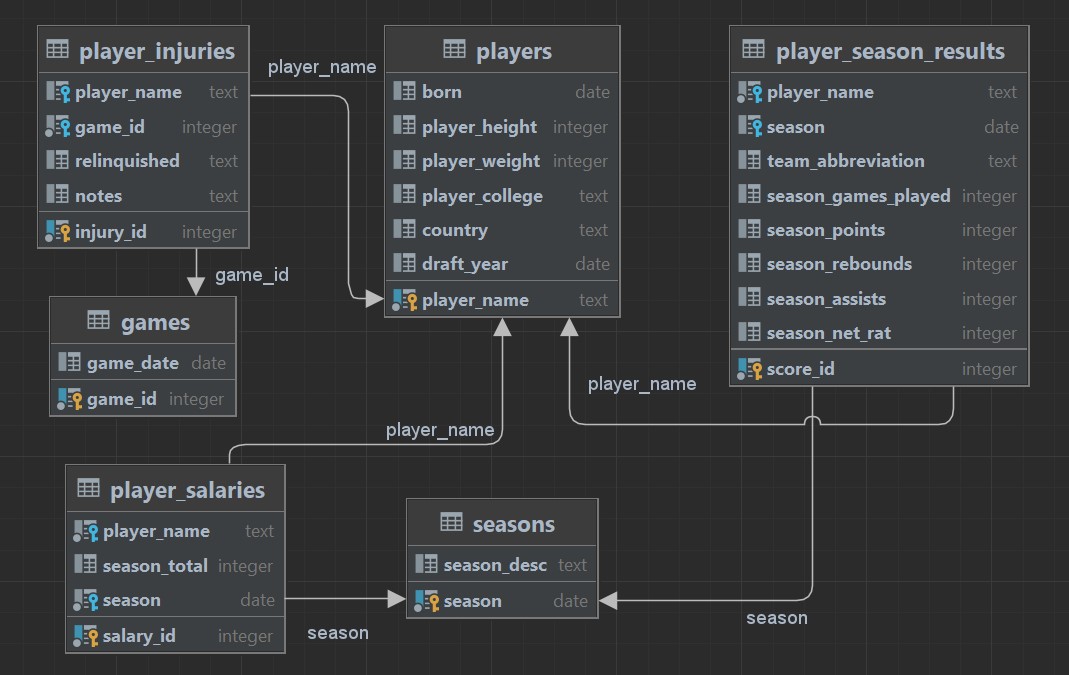 player_injuries
player_name text
game_id integer
relinquished text
notes text
injury_id integer
player_name
players
born date
player_height integer
player_weight integer
player_college text
country text
draft_year date
player_name text
player_season_results
player_name text
season date
team_abbreviation text
season_games_played integer
season_points integer
season_rebounds integer
season_assists integer
season_net_rat integer
score_id integer
game_id
games
game_date date
game_id integer
player_name
player_name
player_salaries
player_name text
season_total integer
season date
salary_id integer
season
seasons
season_desc text
season date
season